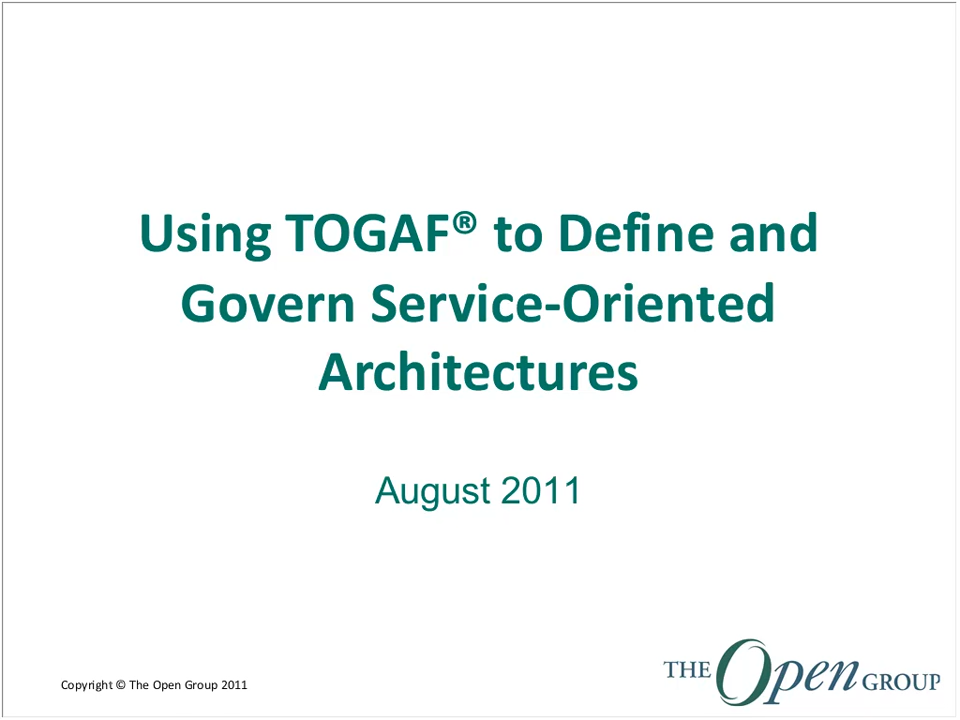 Using TOGAF® to Define and
Govern Service-Oriented
Architectures
August 2011
Copyright © The Open Group 2011
THE Open GROUP